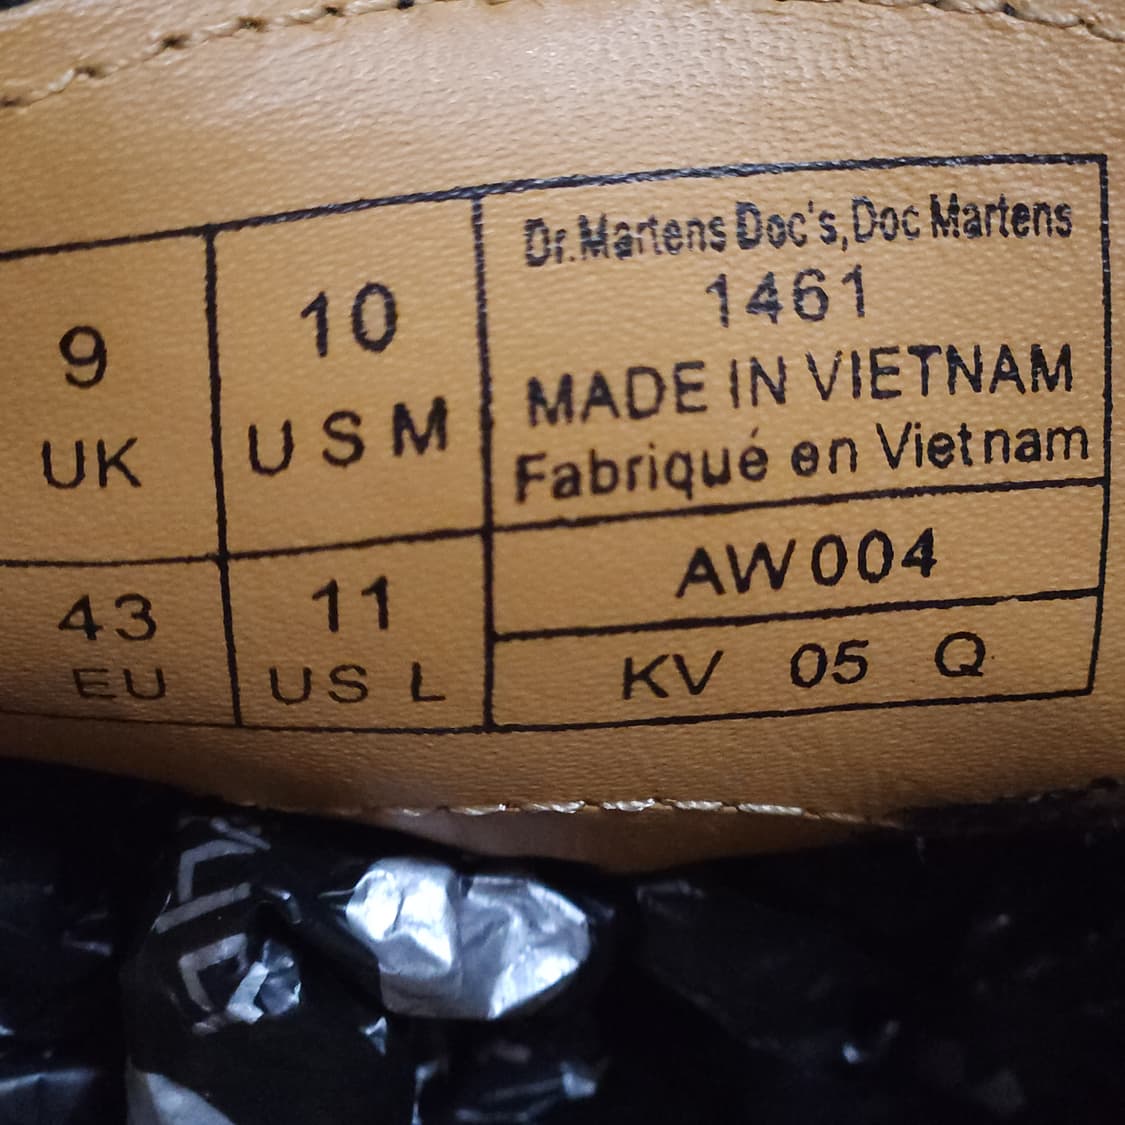 9
UK
10
USM
Dr.Martens Doc's,Doc Martens
1461
MADE IN VIETNAM
Fabriqué en Vietnam
43
EU
11
US L
AW004
KV 05 Q